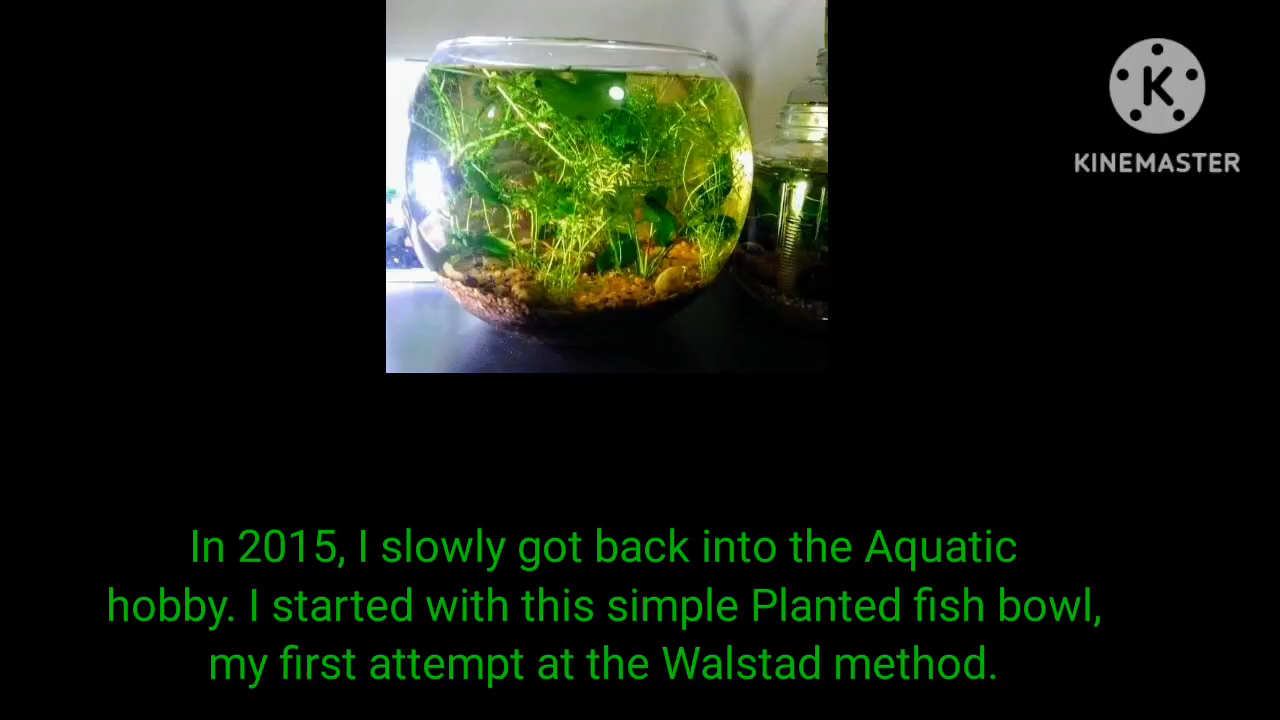 K
KINEMASTER
In 2015, I slowly got back into the Aquatic
hobby. I started with this simple Planted fish bowl,
my first attempt at the Walstad method.